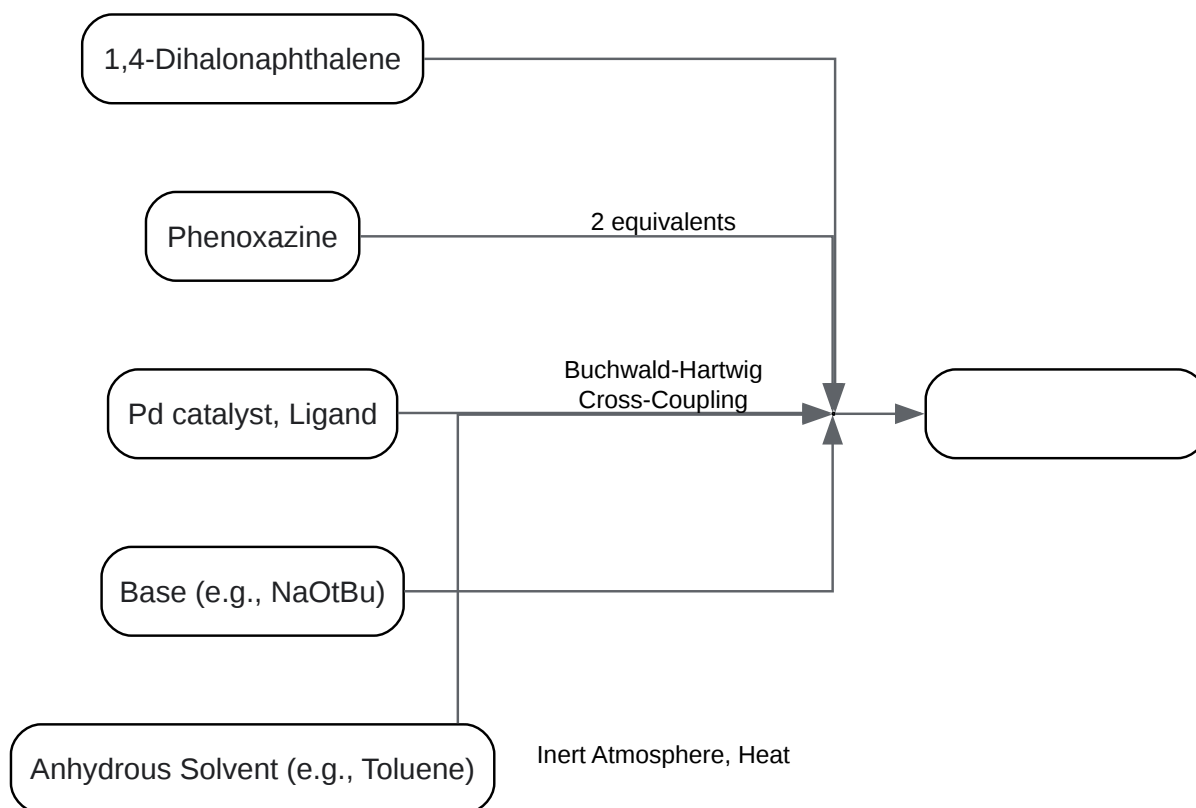 1,4-Dihalonaphthalene
Phenoxazine
2 equivalents
Buchwald-Hartwig
Cross-Coupling
Pd catalyst, Ligand
Base (e.g., NaOtBu)
Anhydrous Solvent (e.g., Toluene)
Inert Atmosphere, Heat